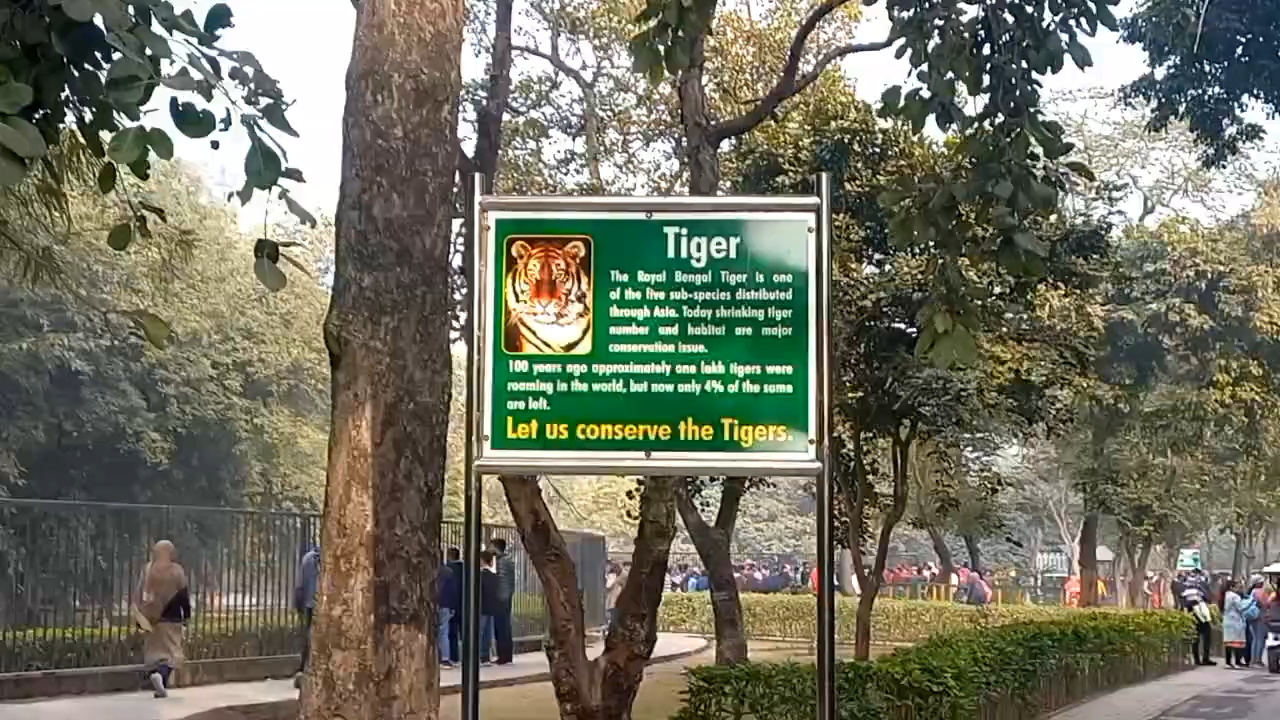 Tiger
The Royal Bengal Tiger is one
of the five sub-species distributed
through Asia. Today shrinking tiger
number and habitat are major
conservation issue.
100 years ago approximately one lakh tigers were
roaming in the world, but now only 4% of the same
are left.
Let us conserve the Tigers.